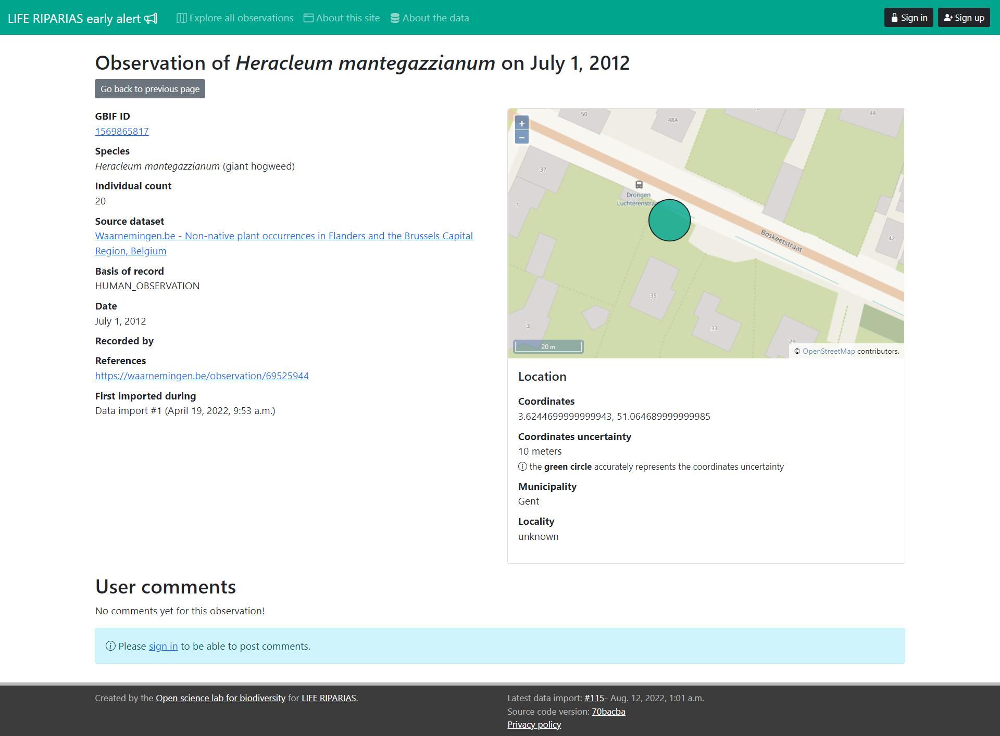 LIFE RIPARIAS early alert
Explore all observations
About this site
About the data
Sign in
Sign up
Observation of Heracleum mantegazzianum on July 1, 2012
Go back to previous page
GBIF ID
1569865817
Species
Heracleum mantegazzianum (giant hogweed)
Individual count
20
Source dataset
Waarnemingen.be - Non-native plant occurrences in Flanders and the Brussels Capital
Region, Belgium
Basis of record
HUMAN_OBSERVATION
Date
July 1, 2012
Recorded by
References
https://waarnemingen.be/observation/69525944
First imported during
Data import #1 (April 19, 2022, 9:53 a.m.)
+
−
50
48A
44
37
Drongen
Luchterenstraat
1
Boskeetstraat
42
35
3
33
29
20 m
© OpenStreetMap contributors.
Location
Coordinates
3.6244699999999943, 51.064689999999985
Coordinates uncertainty
10 meters
the green circle accurately represents the coordinates uncertainty
Municipality
Gent
Locality
unknown
User comments
No comments yet for this observation!
Please sign in to be able to post comments.
Created by the Open science lab for biodiversity for LIFE RIPARIAS.
Latest data import: #115- Aug. 12, 2022, 1:01 a.m.
Source code version: 70bacba
Privacy policy